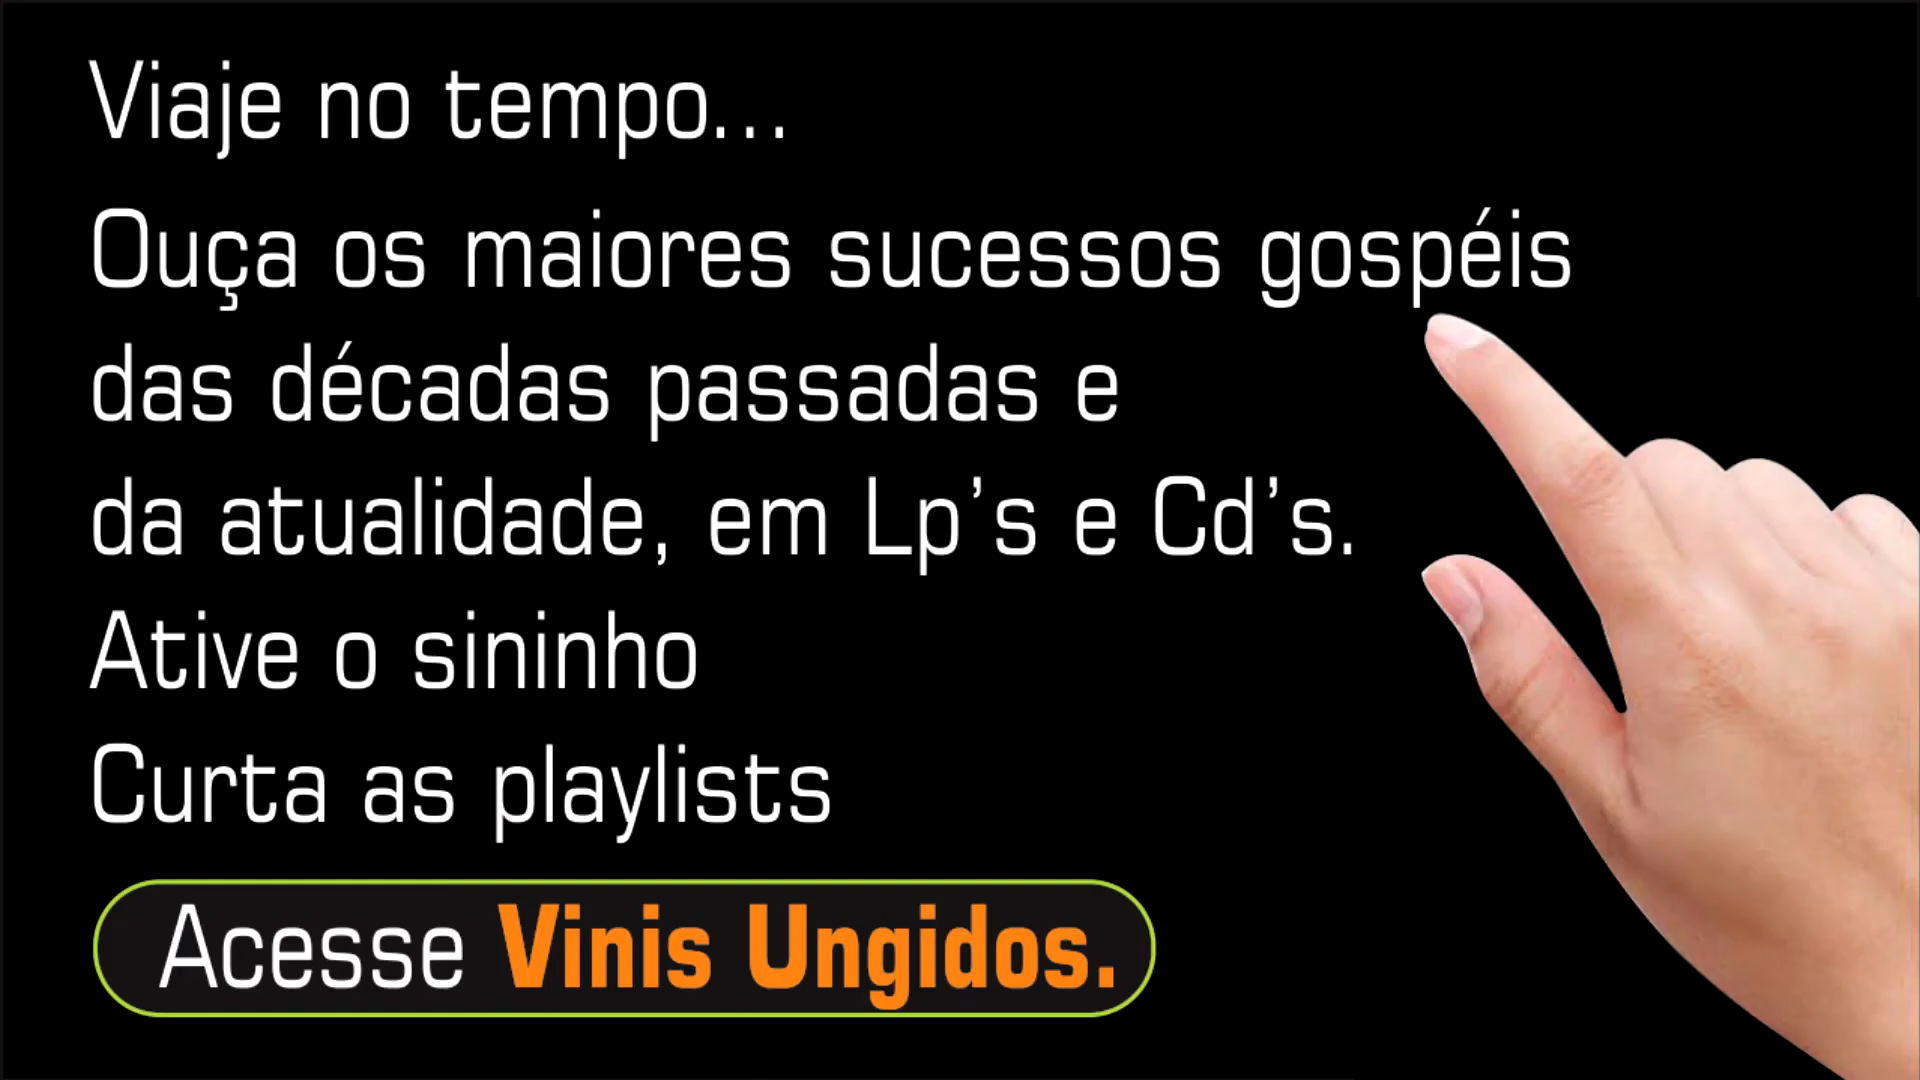 Viaje no tempo...
Ouça os maiores sucessos gospéis
das décadas passadas e
da atualidade, em Lp’s e Cd’s.
Ative o sininho
Curta as playlists
Acesse Vinis Ungidos.